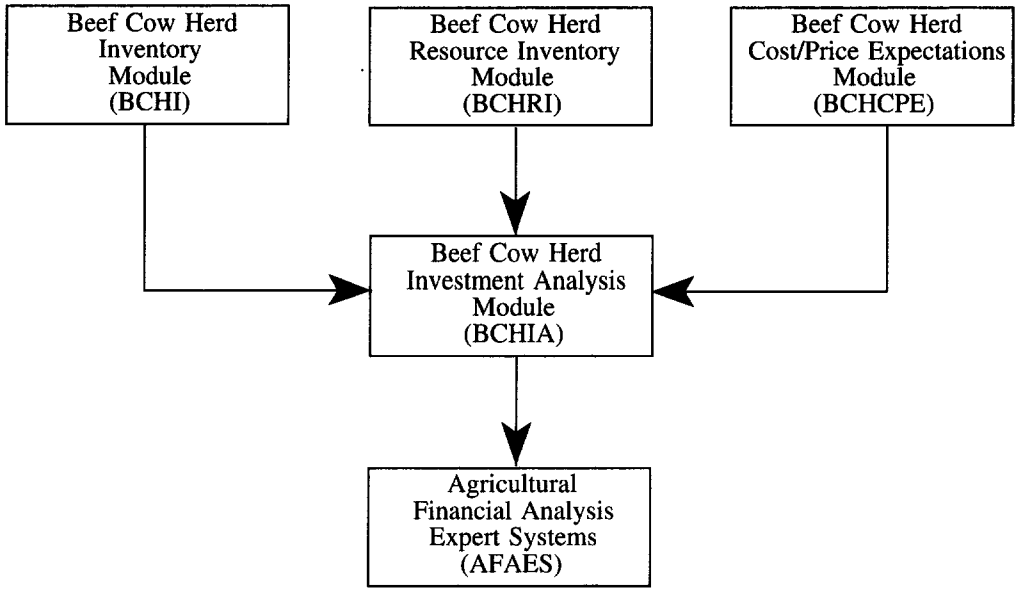 Beef Cow Herd
Inventory
Module
(BCHI)
Beef Cow Herd
Resource Inventory
Module
(BCHRI)
Beef Cow Herd
Cost/Price Expectations
Module
(BCHCPE)
Beef Cow Herd
Investment Analysis
Module
(BCHIA)
Agricultural
Financial Analysis
Expert Systems
(AFAES)